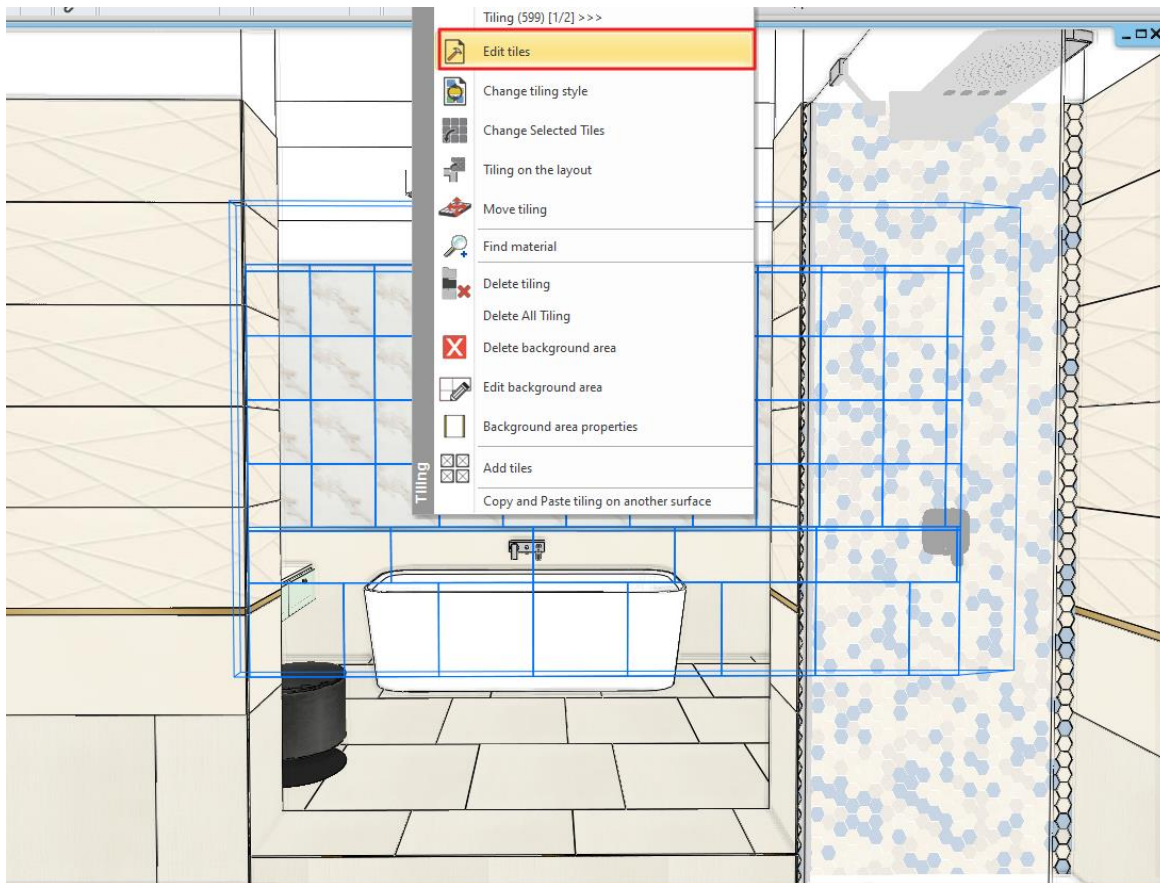 Tiling (599) [1/2] >>>
Edit tiles
Change tiling style
Change Selected Tiles
Tiling on the layout
Move tiling
Find material
Delete tiling
Delete All Tiling
Delete background area
Edit background area
Background area properties
Add tiles
Copy and Paste tiling on another surface
Tiling